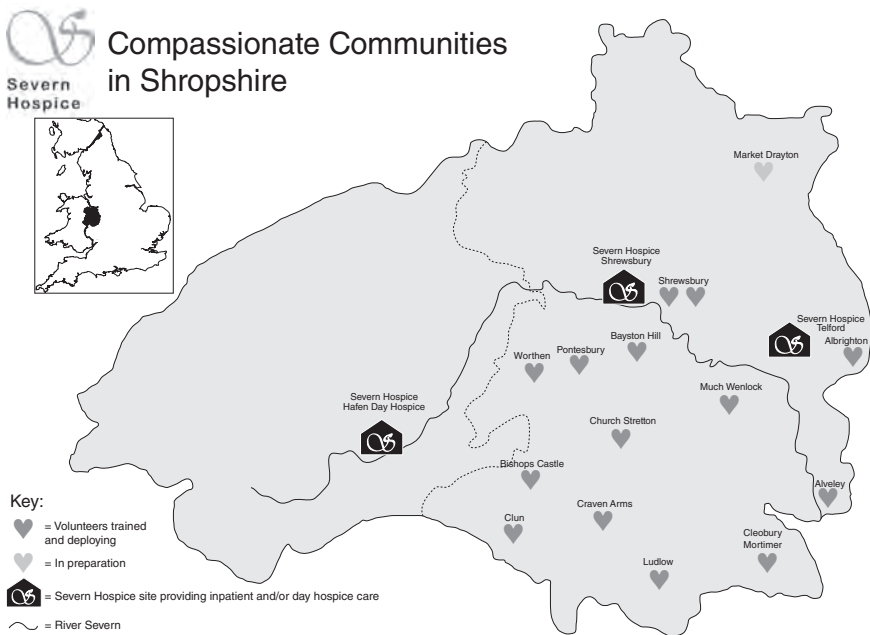 Severn
Hospice
Compassionate Communities
in Shropshire
Market Drayton
Severn Hospice
Shrewsbury
Shrewsbury
Severn Hospice
Telford
Albrighton
Bayston Hill
Pontesbury
Worthen
Much Wenlock
Severn Hospice
Hafen Day Hospice
Church Stretton
Bishops Castle
Alveley
Craven Arms
Clun
Cleobury
Mortimer
Ludlow
Key:
= Volunteers trained
and deploying
= In preparation
= Severn Hospice site providing inpatient and/or day hospice care
= River Severn